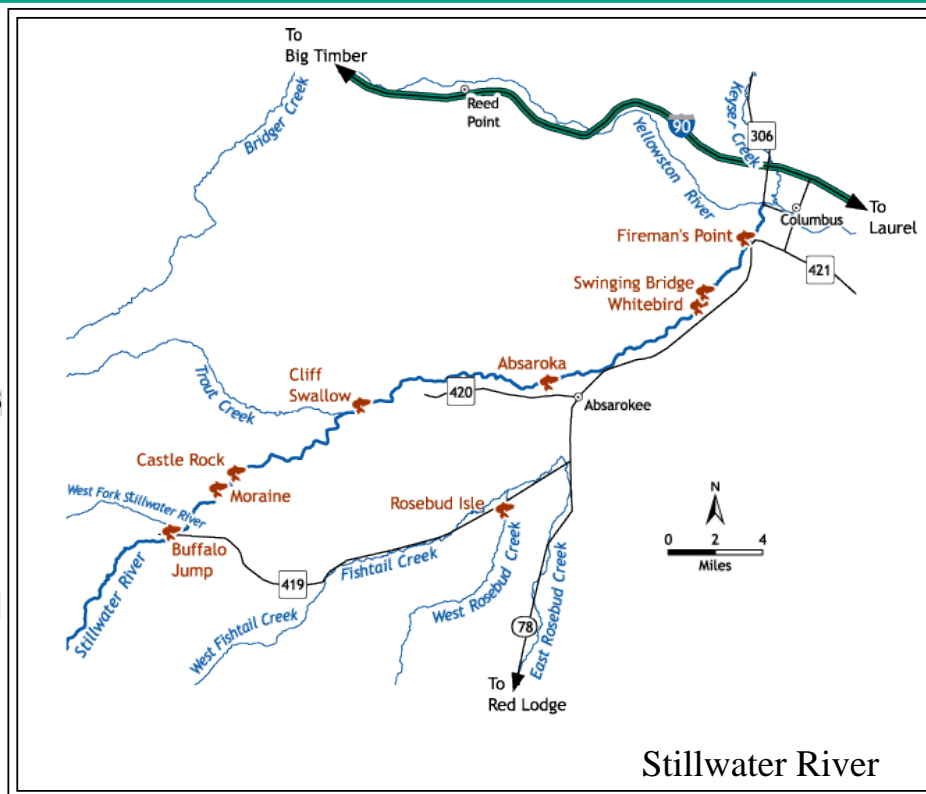 To
Big Timber
Bridger Creek
Reed
Point
90
Keyser Creek
306
Yellowston
River
To
Laurel
Columbus
Fireman's Point
421
Swinging Bridge
Whitebird
Absaroka
Cliff
Swallow
420
Absarokee
Trout Creek
Castle Rock
Moraine
West Fork Stillwater River
Rosebud Isle
N
0 2 4
Miles
Buffalo
Jump
Stillwater River
419
Fishtail Creek
West Fishtail Creek
West Rosebud Creek
East Rosebud Creek
78
To
Red Lodge
Stillwater River